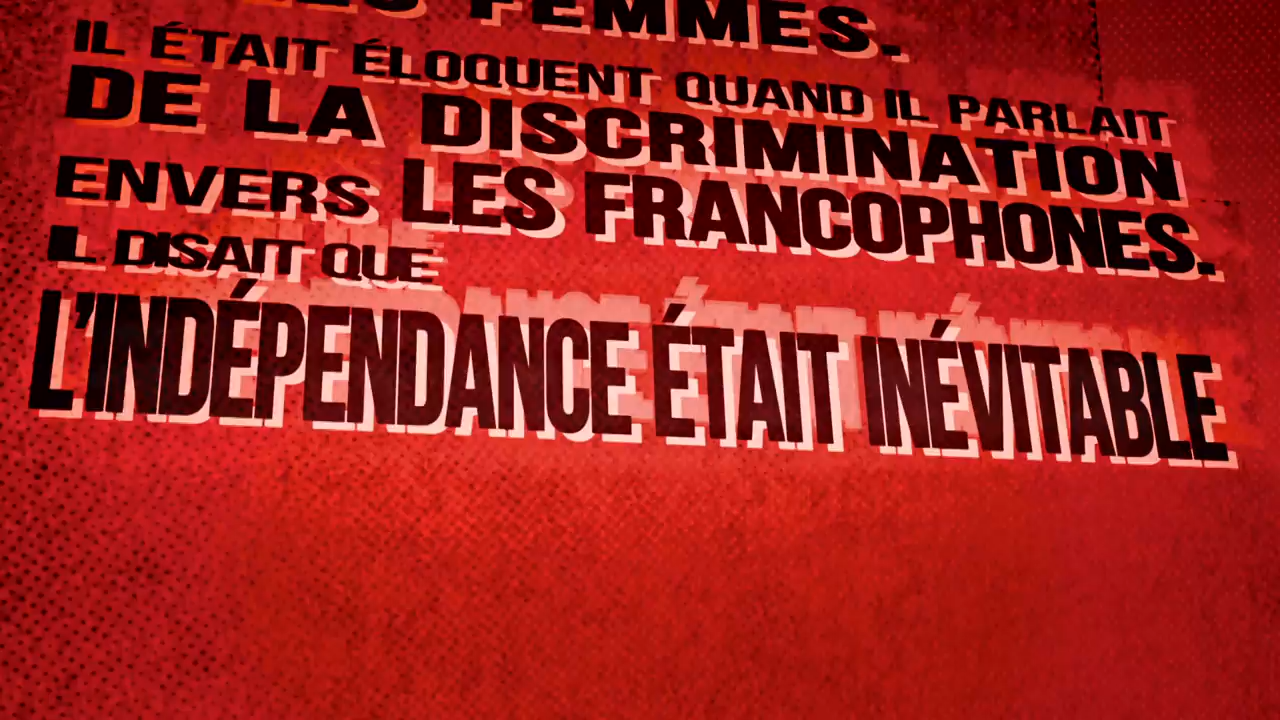 FEMMES.
IL ÉTAIT ÉLOQUENT QUAND IL PARLAIT
DE LA DISCRIMINATION
ENVERS LES FRANCOPHONES.
IL DISAIT QUE
L'INDÉPENDANCE ÉTAIT INÉVITABLE